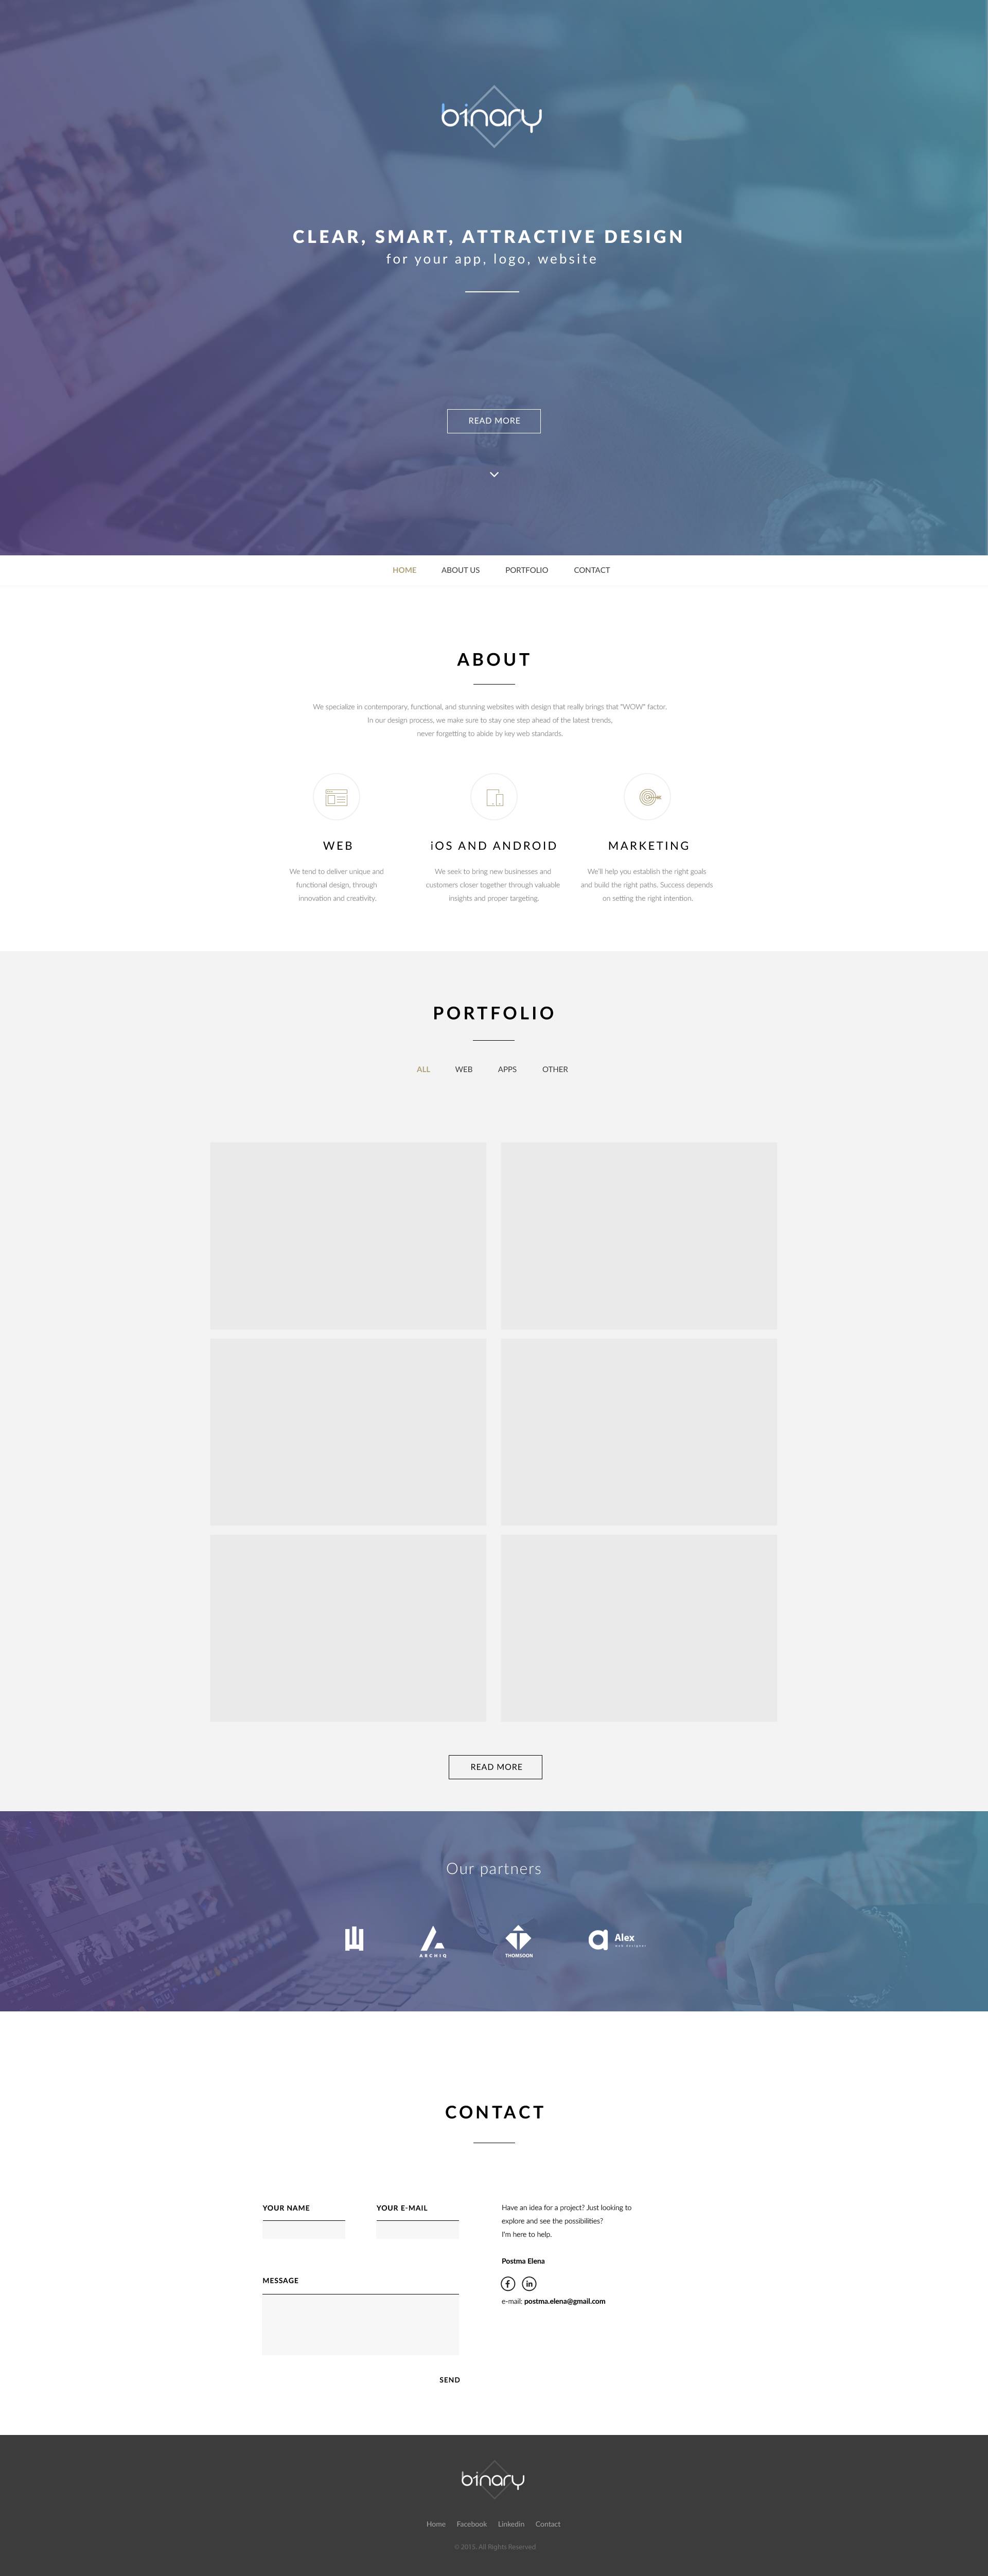 b1nary
CLEAR, SMART, ATTRACTIVE DESIGN
for your app, logo, website
READ MORE
HOME ABOUT US PORTFOLIO CONTACT
ABOUT
We specialize in contemporary, functional, and stunning websites with design that really brings that "WOW" factor.
In our design process, we make sure to stay one step ahead of the latest trends,
never forgetting to abide by key web standards.
WEB
We tend to deliver unique and
functional design, through
innovation and creativity.
iOS AND ANDROID
We seek to bring new businesses and
customers closer together through valuable
insights and proper targeting.
MARKETING
We'll help you establish the right goals
and build the right paths. Success depends
on setting the right intention.
PORTFOLIO
ALL WEB APPS OTHER
READ MORE
Our partners
ARCHIQ
THOMSOON
a Alex
Web designer
CONTACT
YOUR NAME
YOUR E-MAIL
MESSAGE
SEND
Have an idea for a project? Just looking to
explore and see the possibilities?
I'm here to help.
Postma Elena
f in
e-mail: postma.elena@gmail.com
b1nary
Home Facebook Linkedin Contact
© 2015. All Rights Reserved